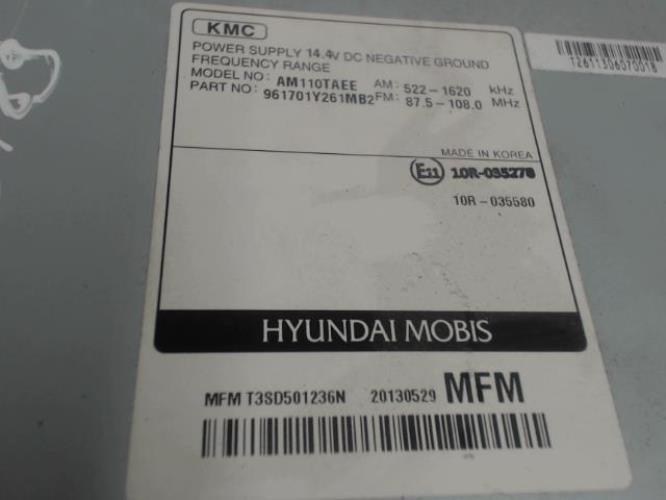 KMC
POWER SUPPLY 14.4V DC NEGATIVE GROUND
FREQUENCY RANGE
MODEL NO: AM110TAEE AM: 522-1620 kHz
PART NO: 961701Y261MB2 FM: 87.5-108.0 MHz
T2611306070018
MADE IN KOREA
E11 10R-035278
10R-035580
HYUNDAI MOBIS
MFM T3SD501236N 20130529 MFM